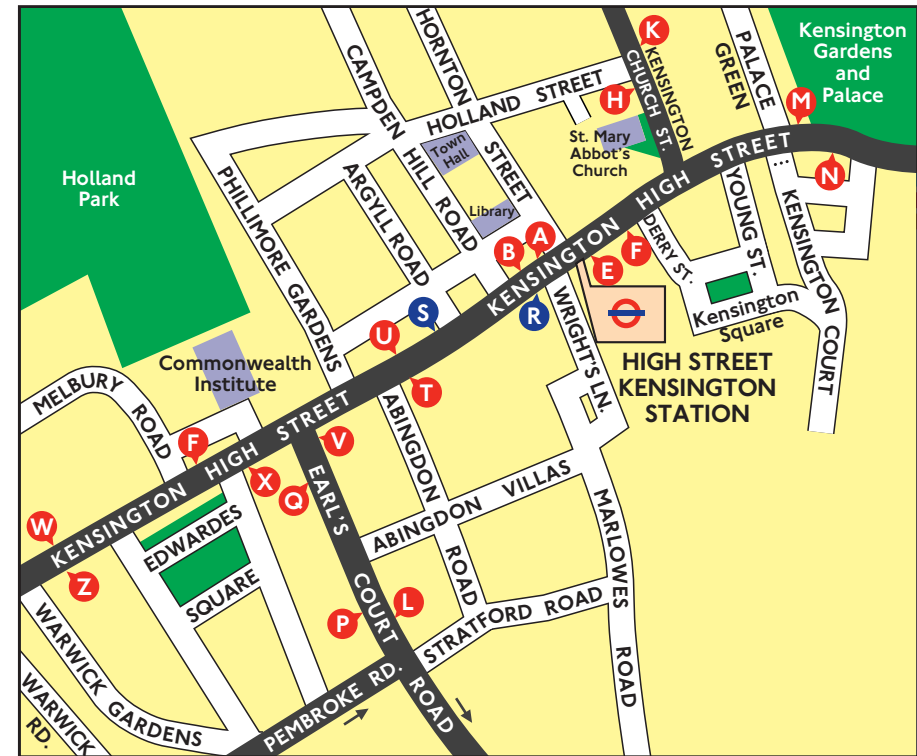 Kensington
Gardens
and
Palace
K
KENSINGTON
CHURCH ST.
HORNTON
STREET
CAMPDEN
HILL ROAD
PALACE
GREEN
HOLLAND STREET
H
M
Town
Hall
St. Mary
Abbot's
Church
N
Holland
Park
PHILLIMORE GARDENS
ARGYLL ROAD
Library
KENSINGTON HIGH STREET
YOUNG ST.
KENSINGTON COURT
DERRY ST.
A
B
F
E
S
R
WRIGHT'S LN.
Kensington
Square
U
HIGH STREET
KENSINGTON
STATION
Commonwealth
Institute
T
MELBURY
ROAD
ABINGDON
ROAD
F
V
X
Q
KENSINGTON HIGH STREET
EARL'S
COURT
ROAD
ABINGDON VILLAS
MARLOWES
ROAD
W
Z
EDWARDES
SQUARE
P
L
STRATFORD ROAD
PEMBROKE RD.
WARWICK
GARDENS
WARWICK
RD.